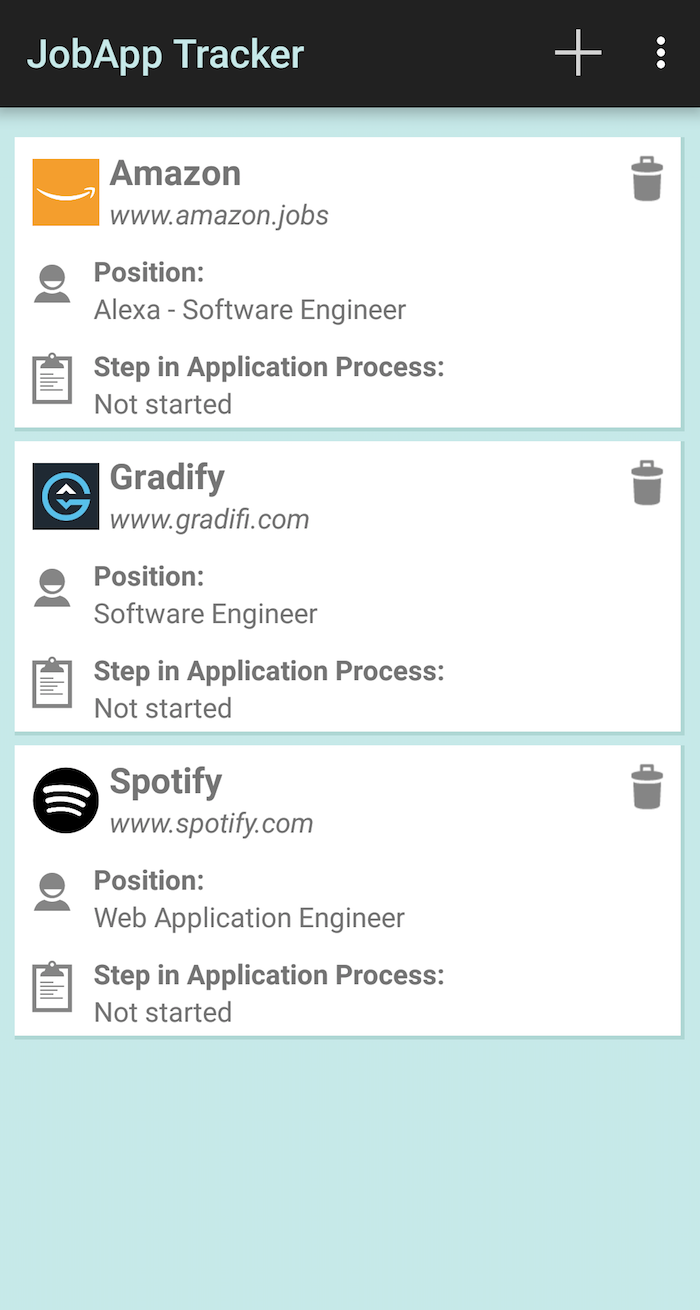 JobApp Tracker
Amazon
www.amazon.jobs
Position:
Alexa - Software Engineer
Step in Application Process:
Not started
Gradify
www.gradifi.com
Position:
Software Engineer
Step in Application Process:
Not started
Spotify
www.spotify.com
Position:
Web Application Engineer
Step in Application Process:
Not started